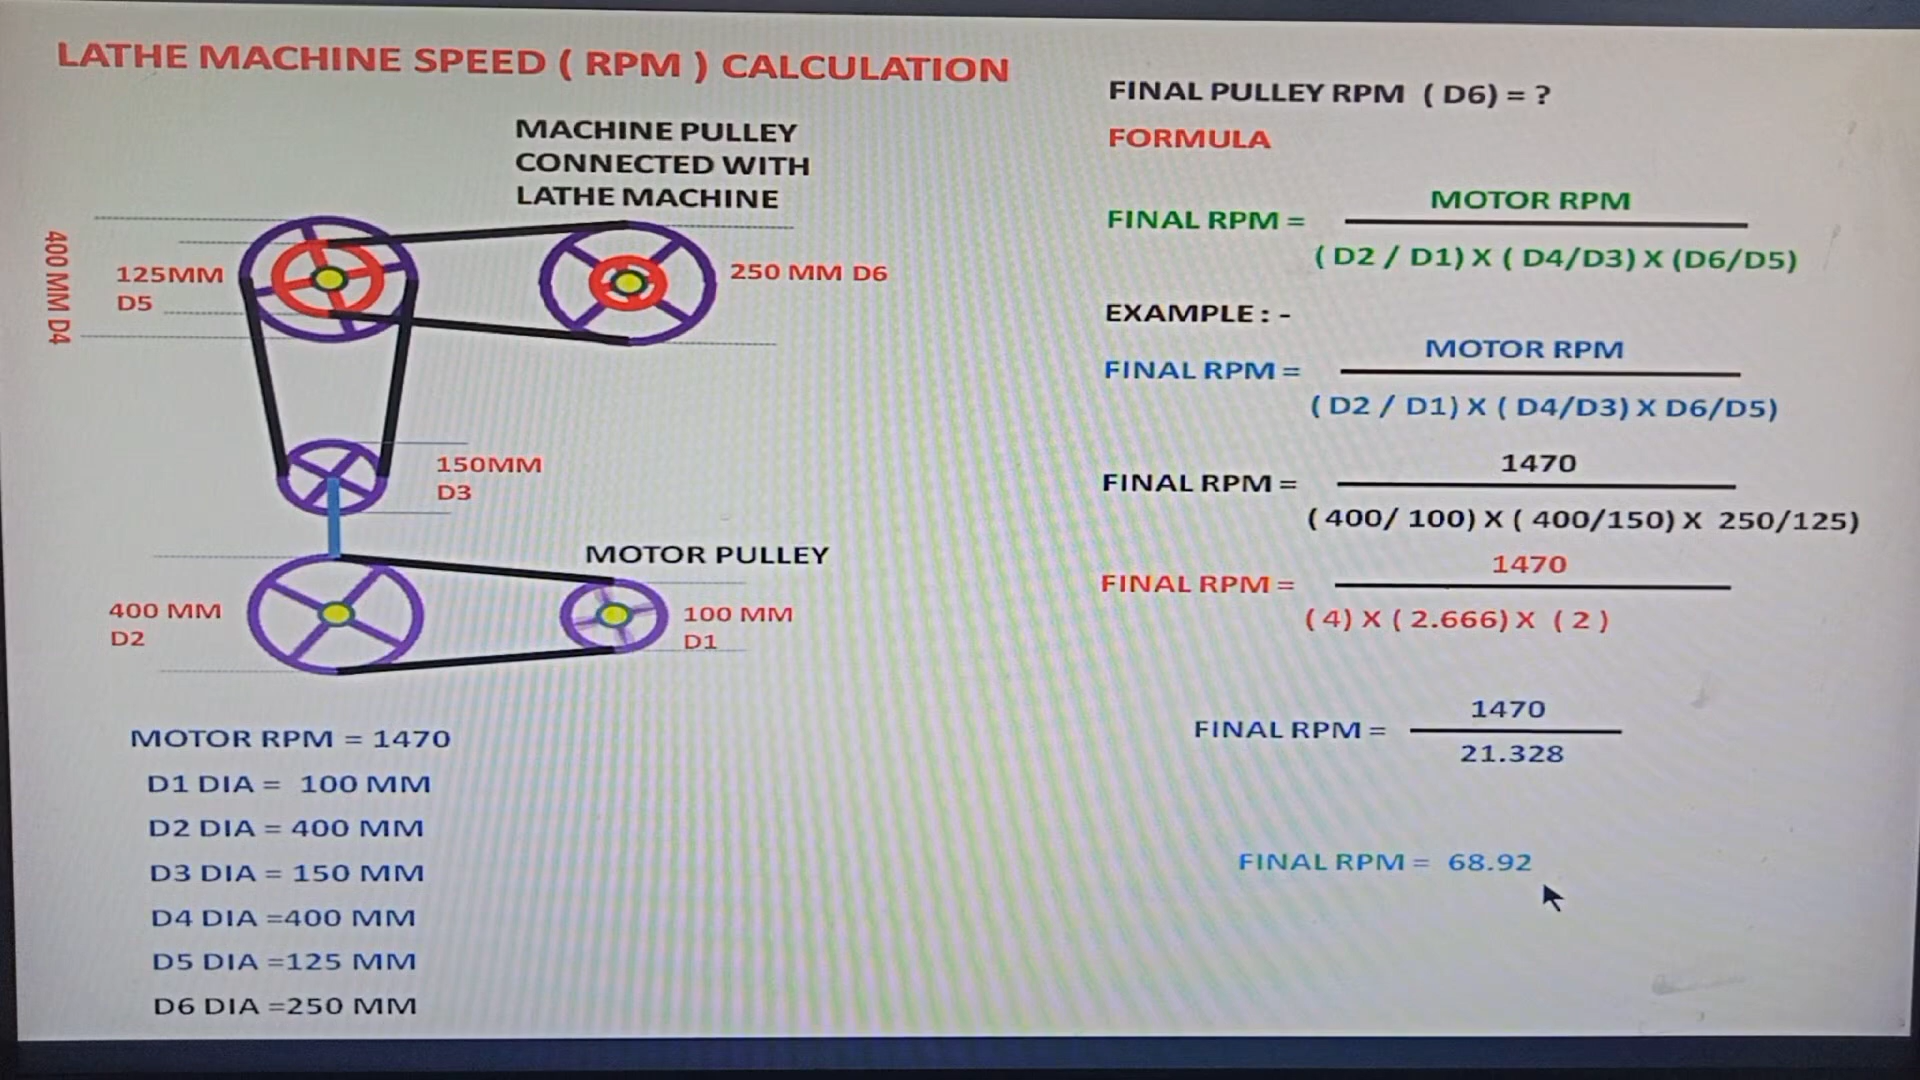 LATHE MACHINE SPEED ( RPM ) CALCULATION
MACHINE PULLEY
CONNECTED WITH
LATHE MACHINE
400 MM D4
125MM
D5
250 MM D6
150MM
D3
MOTOR PULLEY
400 MM
D2
100 MM
D1
MOTOR RPM = 1470
D1 DIA = 100 MM
D2 DIA = 400 MM
D3 DIA = 150 MM
D4 DIA =400 MM
D5 DIA =125 MM
D6 DIA =250 MM
FINAL PULLEY RPM ( D6) = ?
FORMULA
MOTOR RPM
FINAL RPM =
( D2 / D1) X ( D4/D3) X (D6/D5)
EXAMPLE : -
MOTOR RPM
FINAL RPM =
( D2 / D1) X ( D4/D3) X D6/D5)
1470
FINAL RPM =
( 400/ 100) X ( 400/150) X 250/125)
1470
FINAL RPM =
( 4) X ( 2.666) X ( 2 )
1470
FINAL RPM =
21.328
FINAL RPM = 68.92